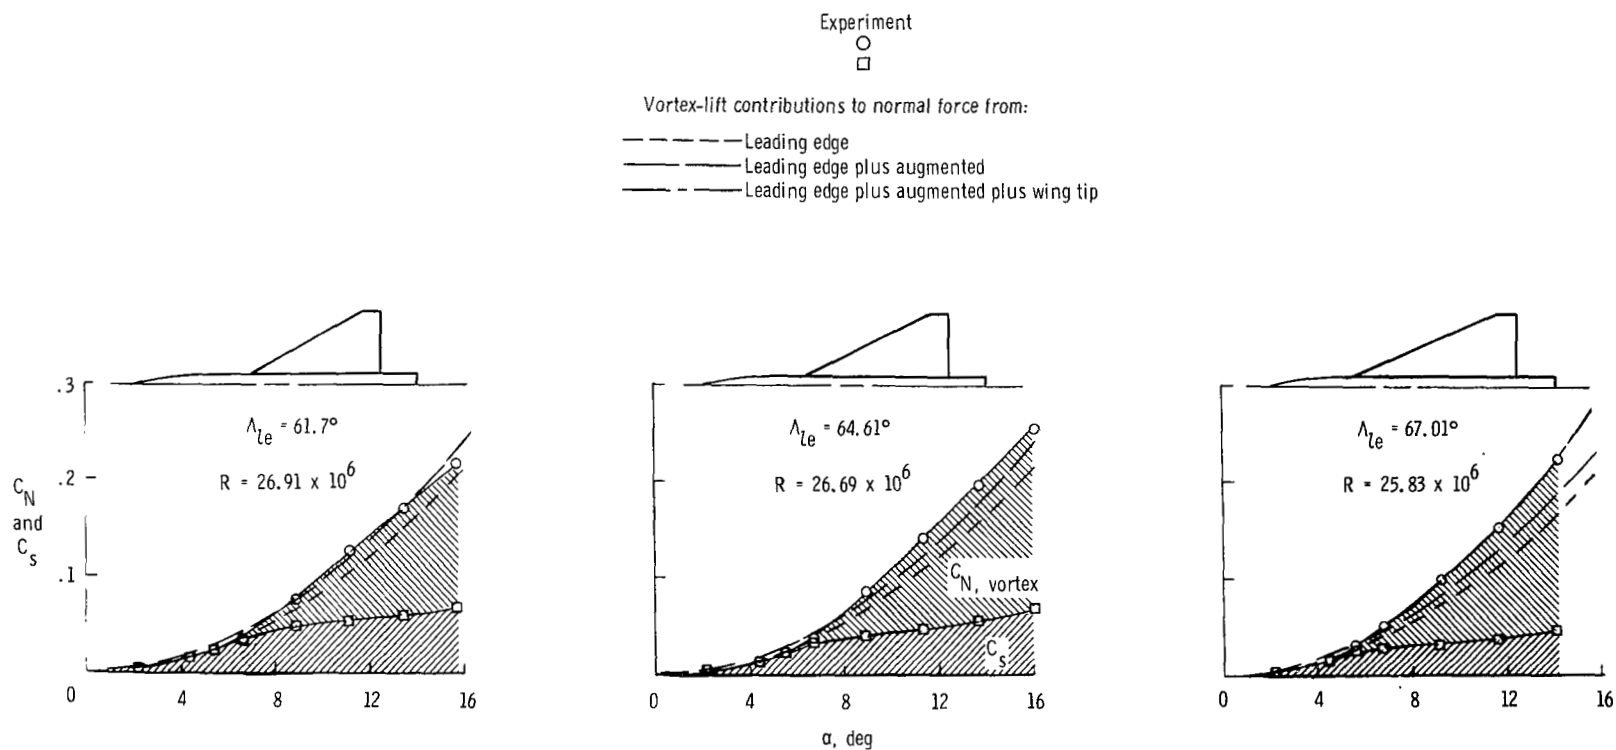 Experiment
Vortex-lift contributions to normal force from:
Leading edge
Leading edge plus augmented
Leading edge plus augmented plus wing tip
.3
.2
.1
C_N
and
C_s
Λ_le = 61.7°
R = 26.91 x 10^6
0 4 8 12 16
Λ_le = 64.61°
R = 26.69 x 10^6
C_N, vortex
C_s
0 4 8 12 16
α, deg
Λ_le = 67.01°
R = 25.83 x 10^6
0 4 8 12 16